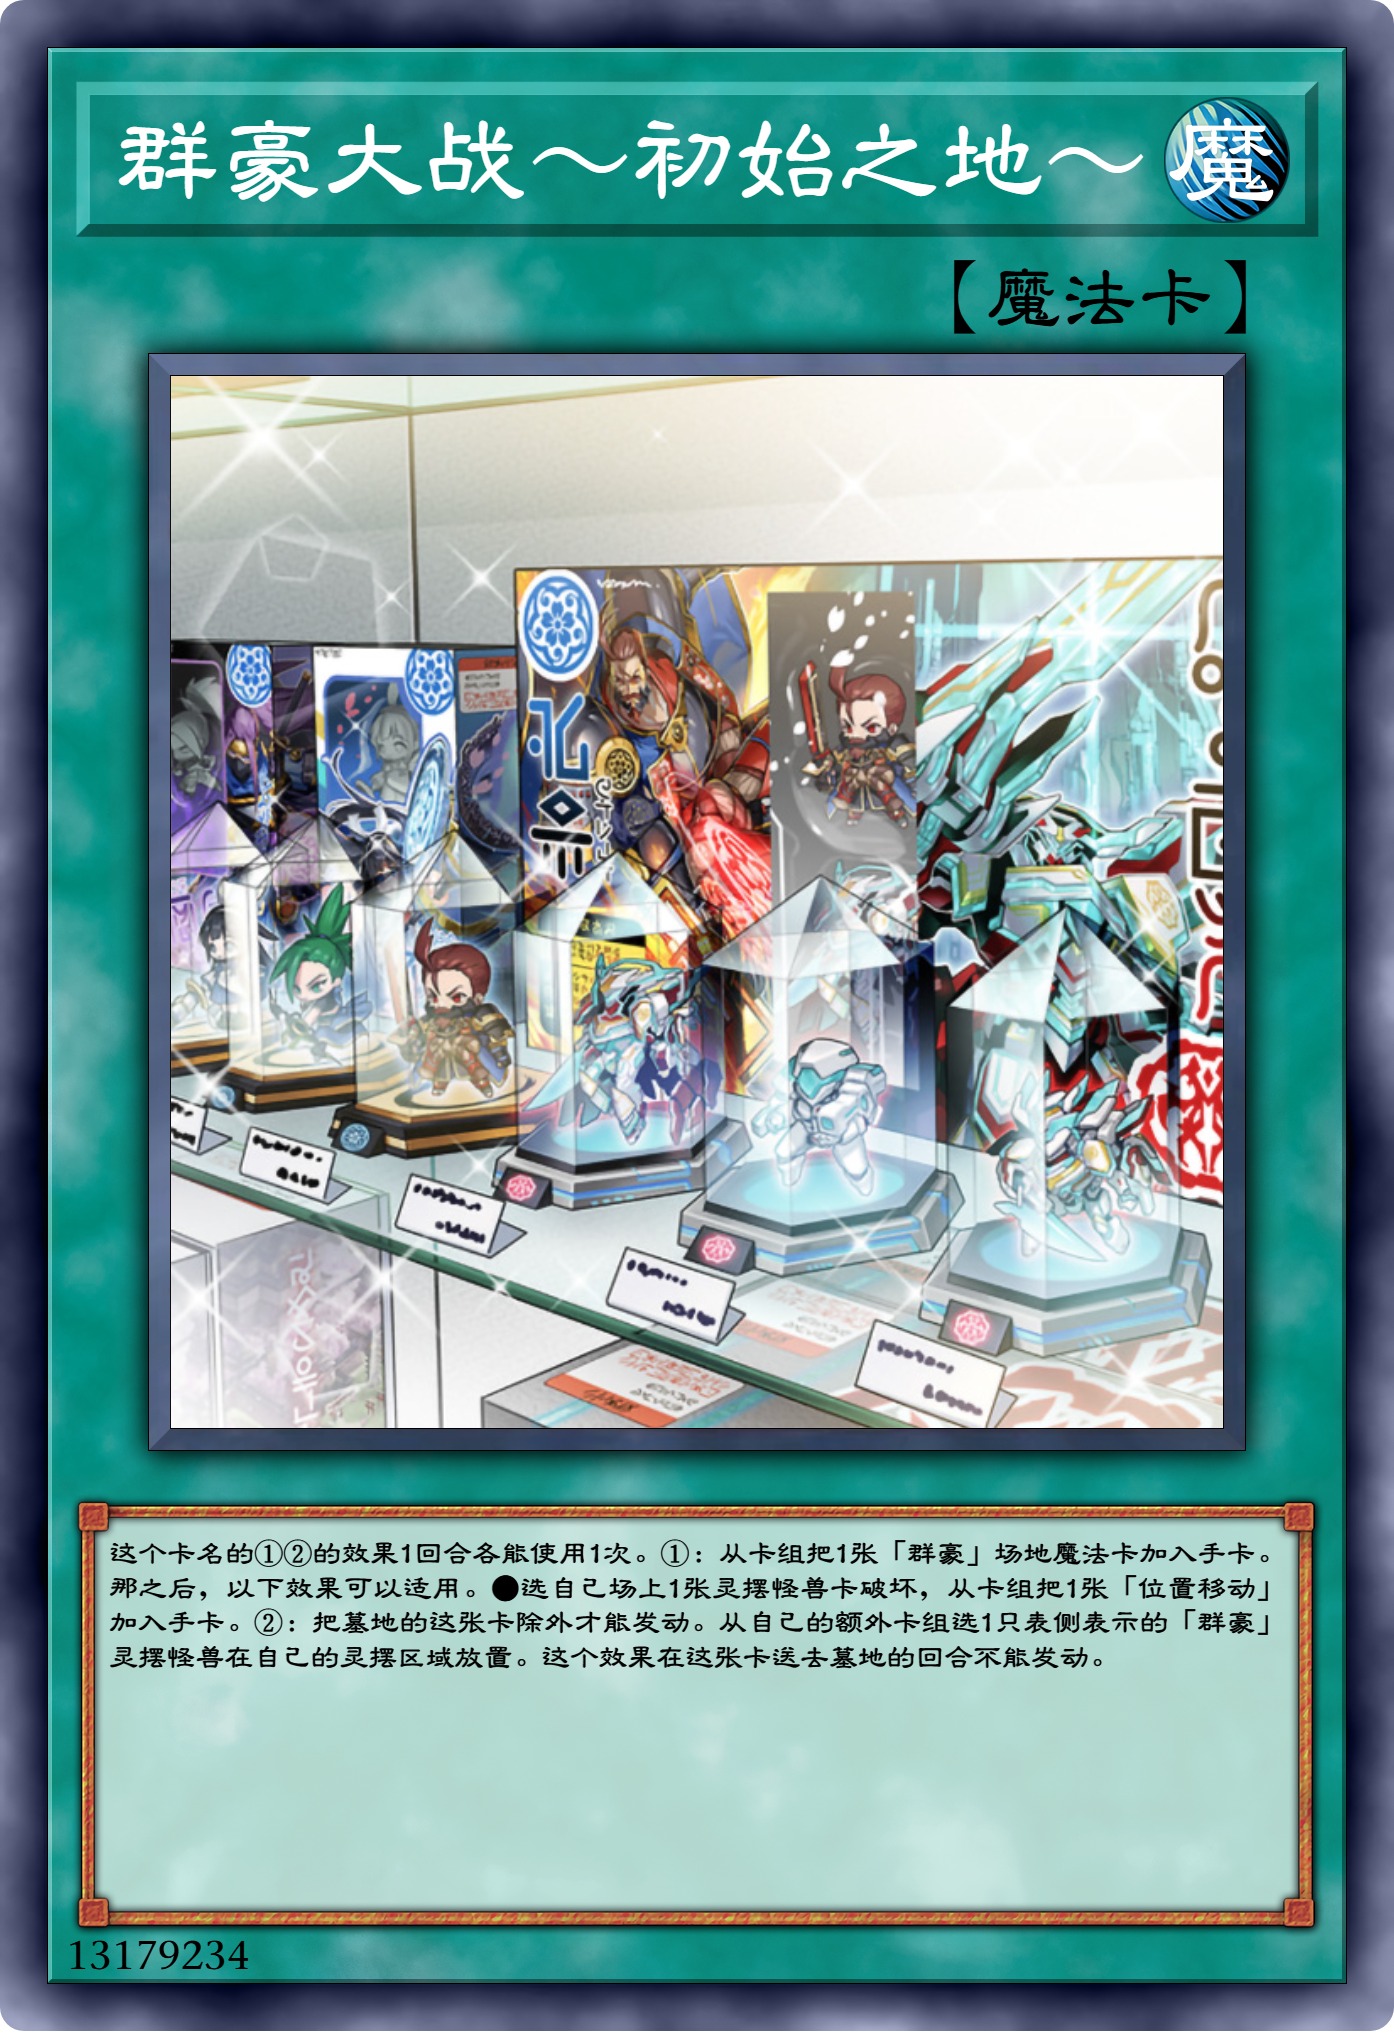 群豪大战～初始之地～ 魔
【魔法卡】
这个卡名的①②的效果1回合各能使用1次。①：从卡组把1张「群豪」场地魔法卡加入手卡。
那之后，以下效果可以适用。●选自己场上1张灵摆怪兽卡破坏，从卡组把1张「位置移动」
加入手卡。②：把墓地的这张卡除外才能发动。从自己的额外卡组选1只表侧表示的「群豪」
灵摆怪兽在自己的灵摆区域放置。这个效果在这张卡送去墓地的回合不能发动。
13179234